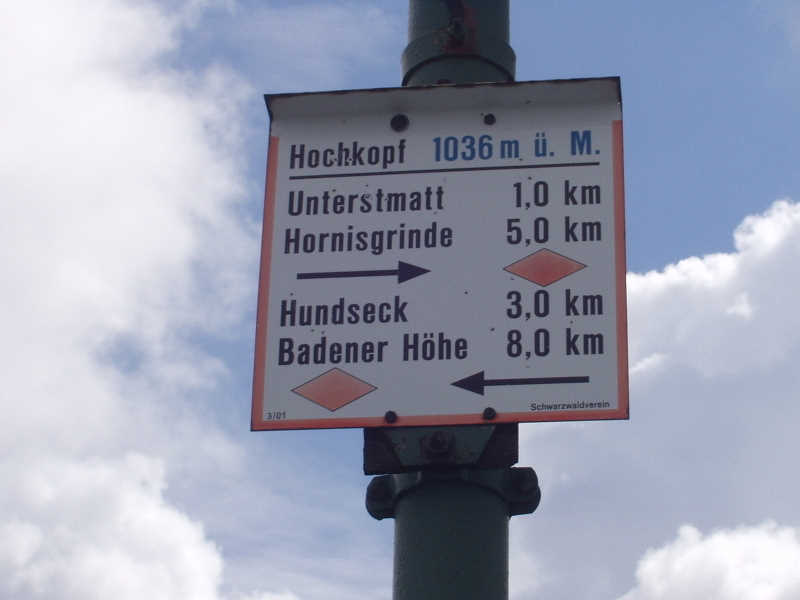 Hochkopf 1036 m ü. M.
Unterstmatt 1,0 km
Hornisgrinde 5,0 km
Hundseck 3,0 km
Badener Höhe 8,0 km
3/01 Schwarzwaldverein